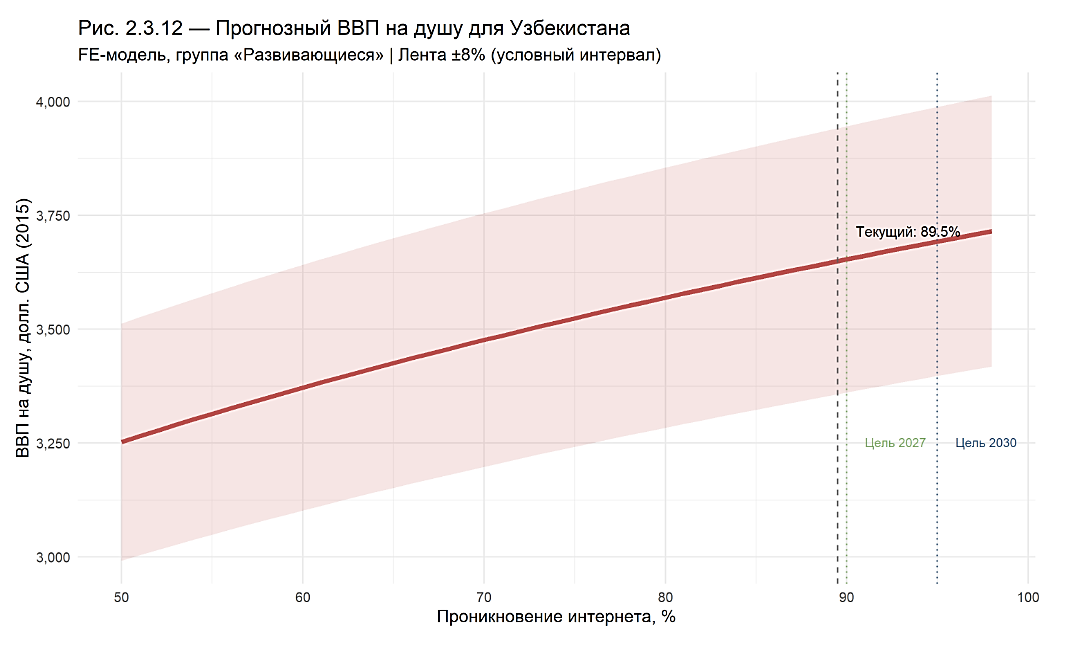 Рис. 2.3.12 — Прогнозный ВВП на душу для Узбекистана
FE-модель, группа «Развивающиеся» | Лента ±8% (условный интервал)
ВВП на душу, долл. США (2015)
4,000
3,750
3,500
3,250
3,000
Текущий: 89.5%
Цель 2027
Цель 2030
50
60
70
80
90
100
Проникновение интернета, %